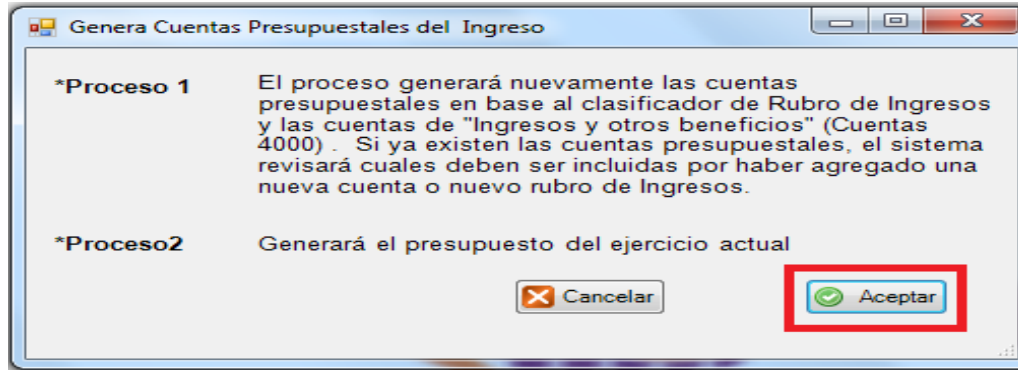 Genera Cuentas Presupuestales del Ingreso
*Proceso 1
El proceso generará nuevamente las cuentas
presupuestales en base al clasificador de Rubro de Ingresos
y las cuentas de "Ingresos y otros beneficios" (Cuentas
4000) . Si ya existen las cuentas presupuestales, el sistema
revisará cuales deben ser incluidas por haber agregado una
nueva cuenta o nuevo rubro de Ingresos.
*Proceso2
Generará el presupuesto del ejercicio actual
Cancelar
Aceptar